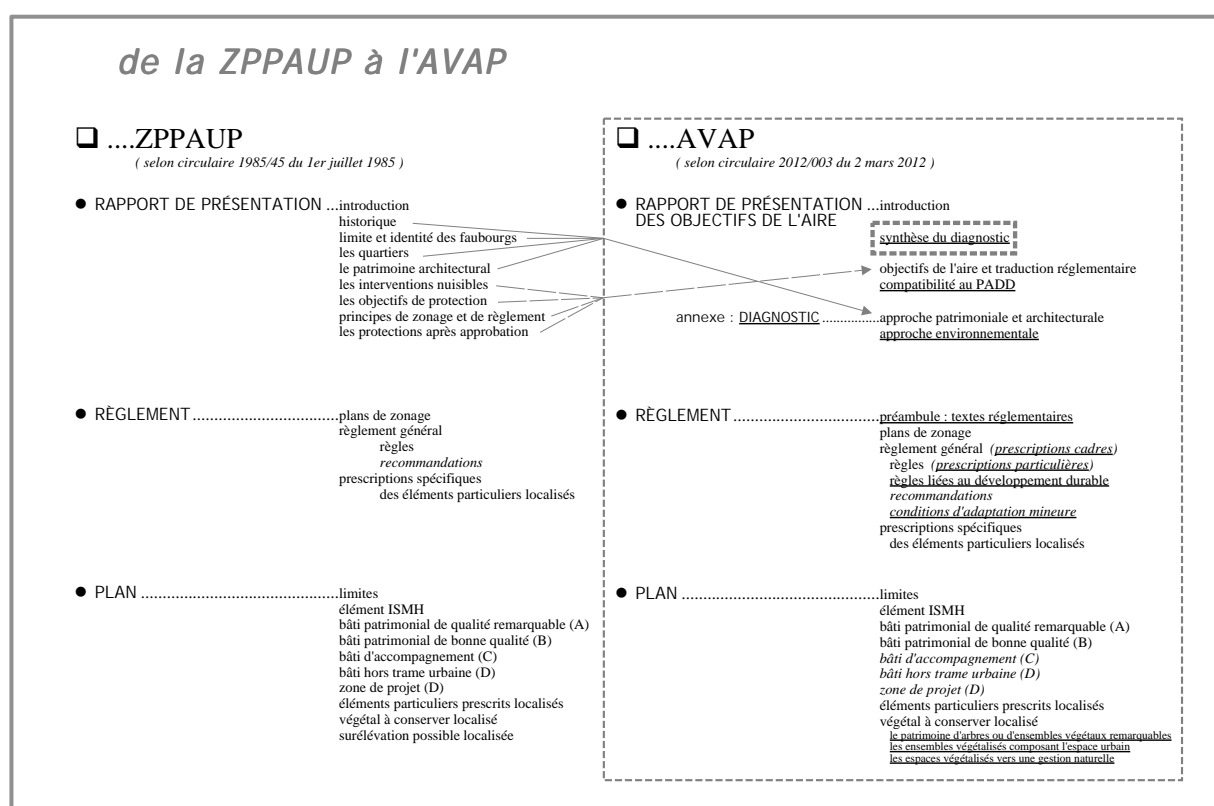 de la ZPPAUP à l'AVAP
❑ ....ZPPAUP
( selon circulaire 1985/45 du 1er juillet 1985 )
● RAPPORT DE PRÉSENTATION ...introduction
historique
limite et identité des faubourgs
les quartiers
le patrimoine architectural
les interventions nuisibles
les objectifs de protection
principes de zonage et de règlement
les protections après approbation
● RÈGLEMENT..................................plans de zonage
règlement général
règles
recommandations
prescriptions spécifiques
des éléments particuliers localisés
● PLAN ..............................................limites
élément ISMH
bâti patrimonial de qualité remarquable (A)
bâti patrimonial de bonne qualité (B)
bâti d'accompagnement (C)
bâti hors trame urbaine (D)
zone de projet (D)
éléments particuliers prescrits localisés
végétal à conserver localisé
surélévation possible localisée
❑ ....AVAP
( selon circulaire 2012/003 du 2 mars 2012 )
● RAPPORT DE PRÉSENTATION ...introduction
DES OBJECTIFS DE L'AIRE
synthèse du diagnostic
objectifs de l'aire et traduction réglementaire
compatibilité au PADD
annexe : DIAGNOSTIC ................approche patrimoniale et architecturale
approche environnementale
● RÈGLEMENT..................................préambule : textes réglementaires
plans de zonage
règlement général (prescriptions cadres)
règles (prescriptions particulières)
règles liées au développement durable
recommandations
conditions d'adaptation mineure
prescriptions spécifiques
des éléments particuliers localisés
● PLAN ..............................................limites
élément ISMH
bâti patrimonial de qualité remarquable (A)
bâti patrimonial de bonne qualité (B)
bâti d'accompagnement (C)
bâti hors trame urbaine (D)
zone de projet (D)
éléments particuliers prescrits localisés
végétal à conserver localisé
le patrimoine d'arbres ou d'ensembles végétaux remarquables
les ensembles végétalisés composant l'espace urbain
les espaces végétalisés vers une gestion naturelle